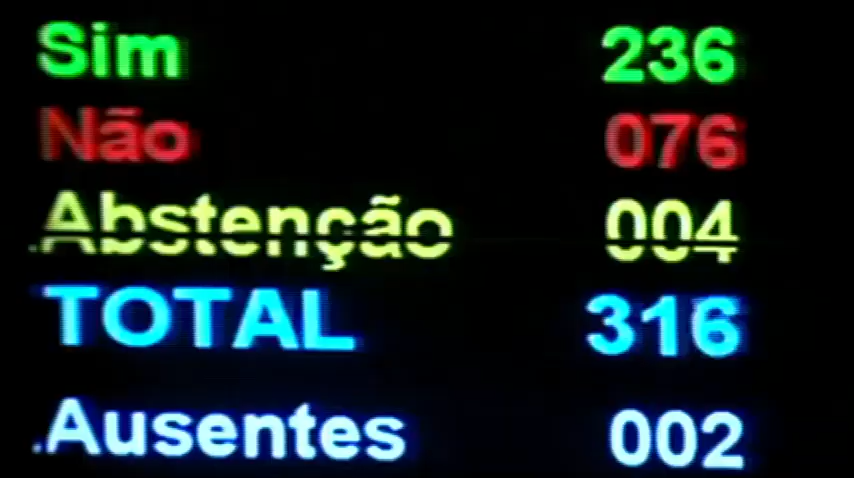 Sim 236
Não 076
Abstenção 004
TOTAL 316
Ausentes 002